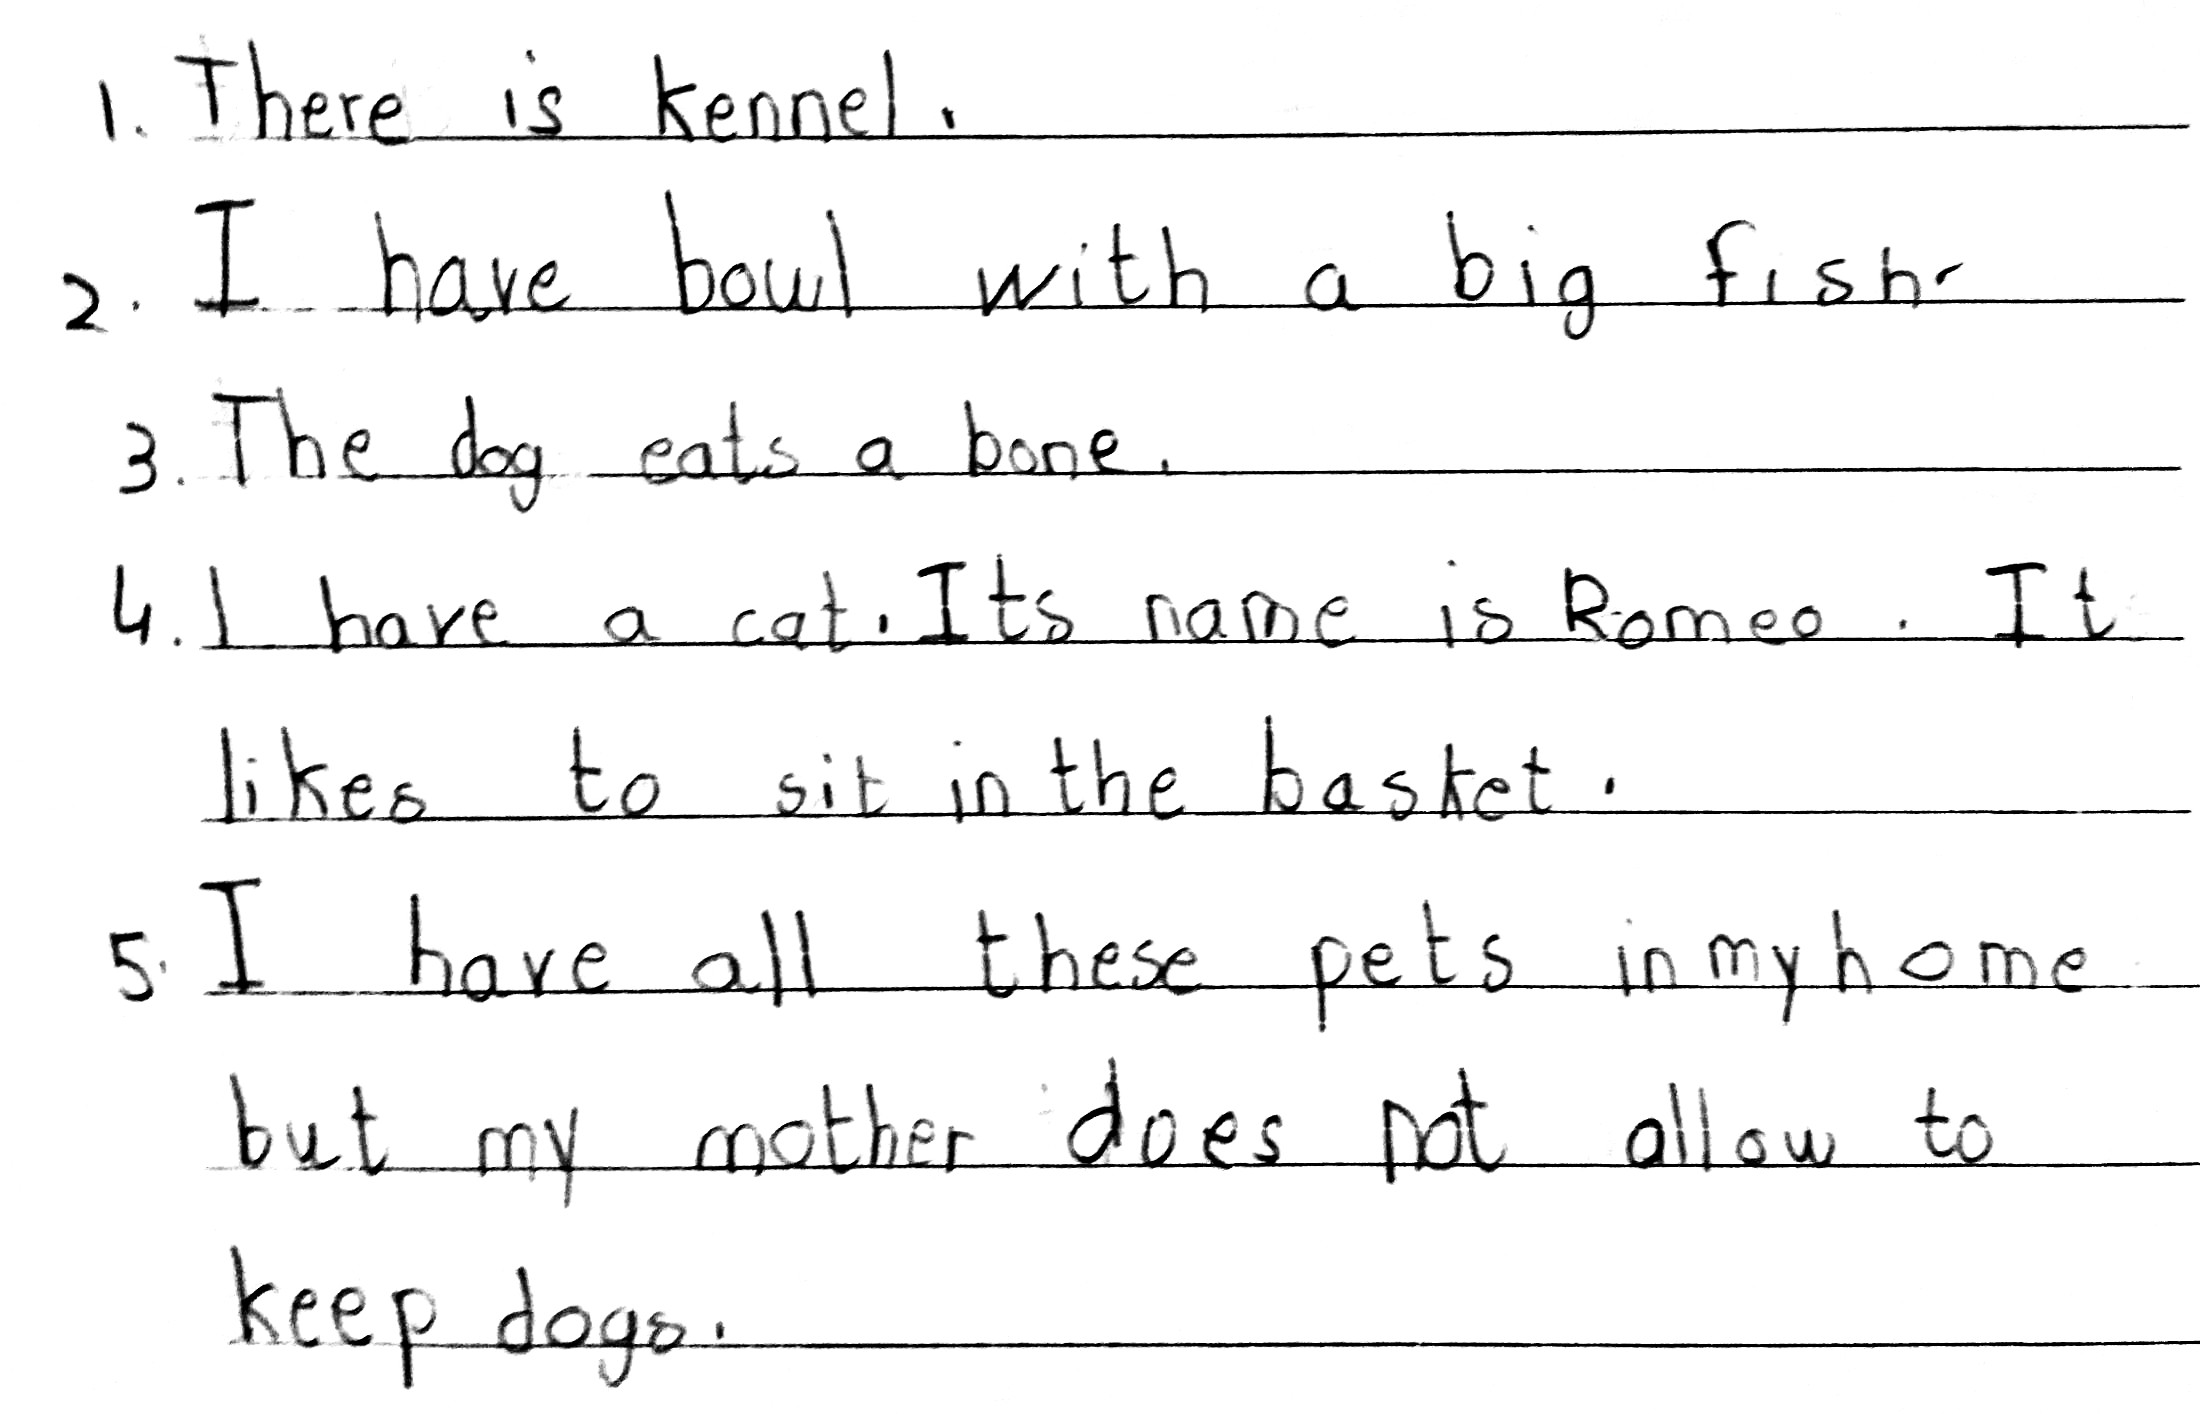 1. There is kennel.
2. I have bowl with a big fish.
3. The dog eats a bone.
4. I have a cat. Its name is Romeo. It
likes to sit in the basket.
5. I have all these pets in my home
but my mother does not allow to
keep dogs.